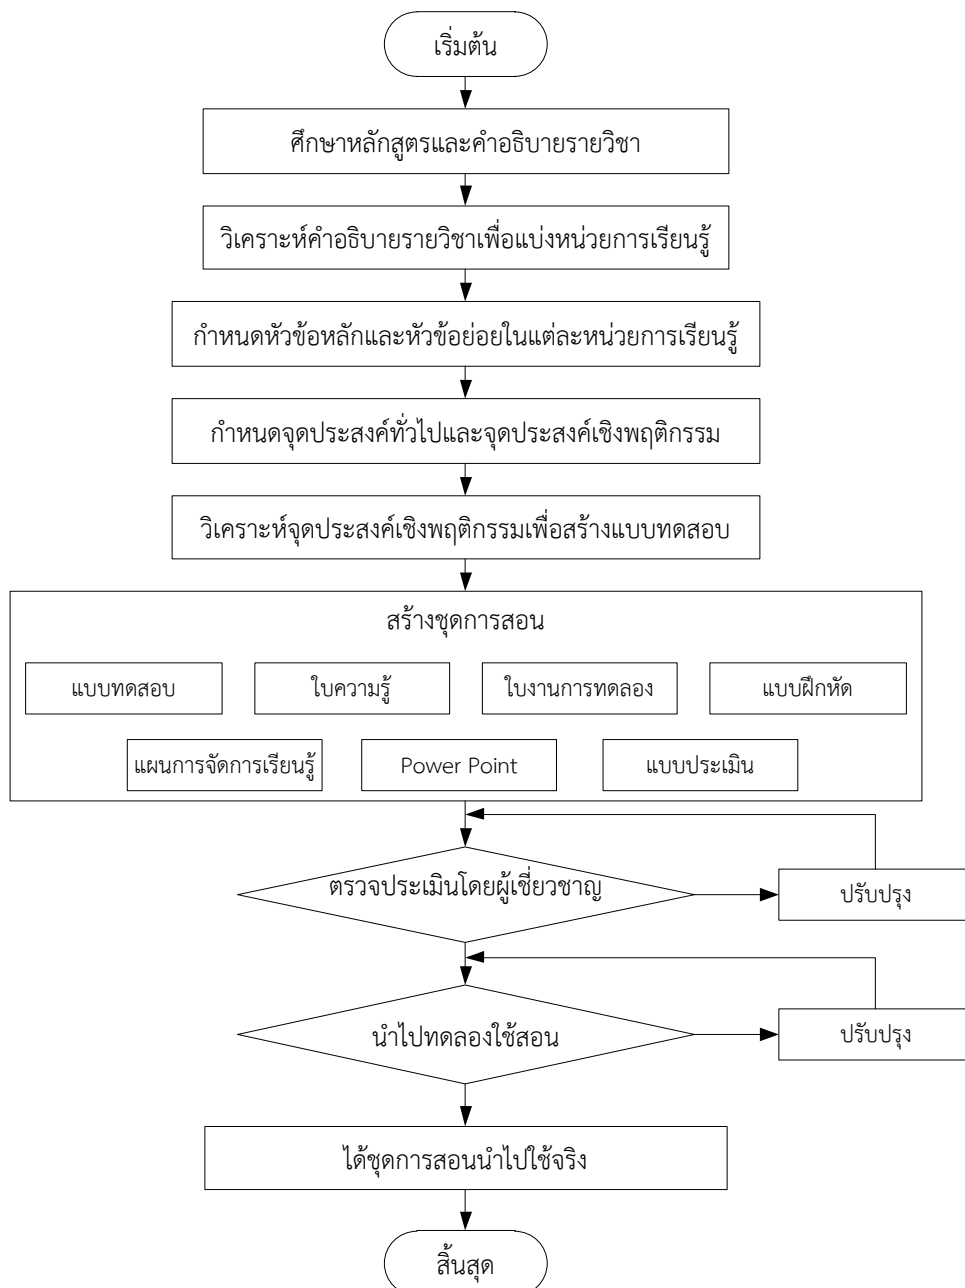 เริ่มต้น
ศึกษาหลักสูตรและคำอธิบายรายวิชา
วิเคราะห์คำอธิบายรายวิชาเพื่อแบ่งหน่วยการเรียนรู้
กำหนดหัวข้อหลักและหัวข้อย่อยในแต่ละหน่วยการเรียนรู้
กำหนดจุดประสงค์ทั่วไปและจุดประสงค์เชิงพฤติกรรม
วิเคราะห์จุดประสงค์เชิงพฤติกรรมเพื่อสร้างแบบทดสอบ
สร้างชุดการสอน
แบบทดสอบ
ใบความรู้
ใบงานการทดลอง
แบบฝึกหัด
แผนการจัดการเรียนรู้
Power Point
แบบประเมิน
ตรวจประเมินโดยผู้เชี่ยวชาญ
ปรับปรุง
นำไปทดลองใช้สอน
ปรับปรุง
ได้ชุดการสอนนำไปใช้จริง
สิ้นสุด